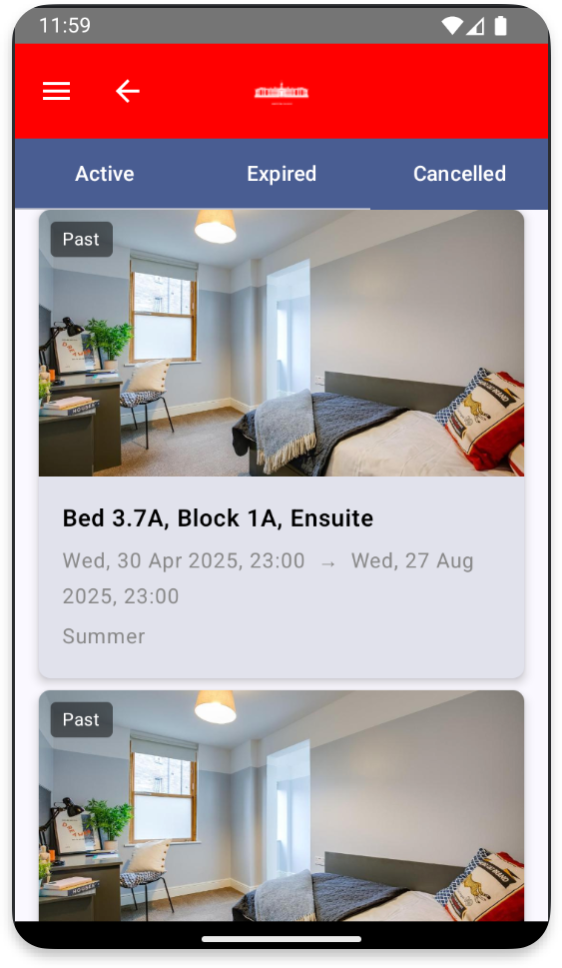 11:59
Active Expired Cancelled
Past
Bed 3.7A, Block 1A, Ensuite
Wed, 30 Apr 2025, 23:00 → Wed, 27 Aug
2025, 23:00
Summer
Past